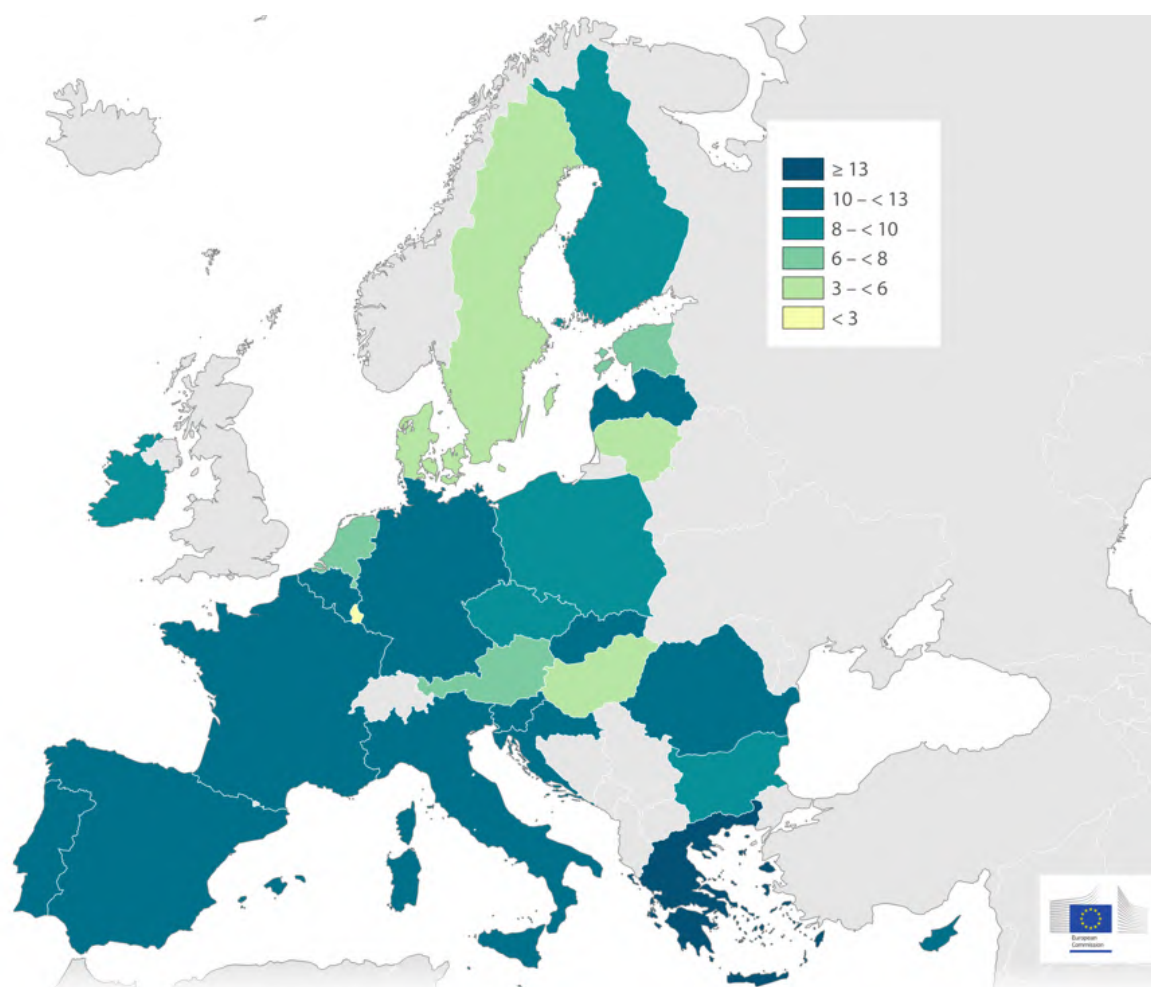 ≥ 13
10 – < 13
8 – < 10
6 – < 8
3 – < 6
< 3
European
Commission